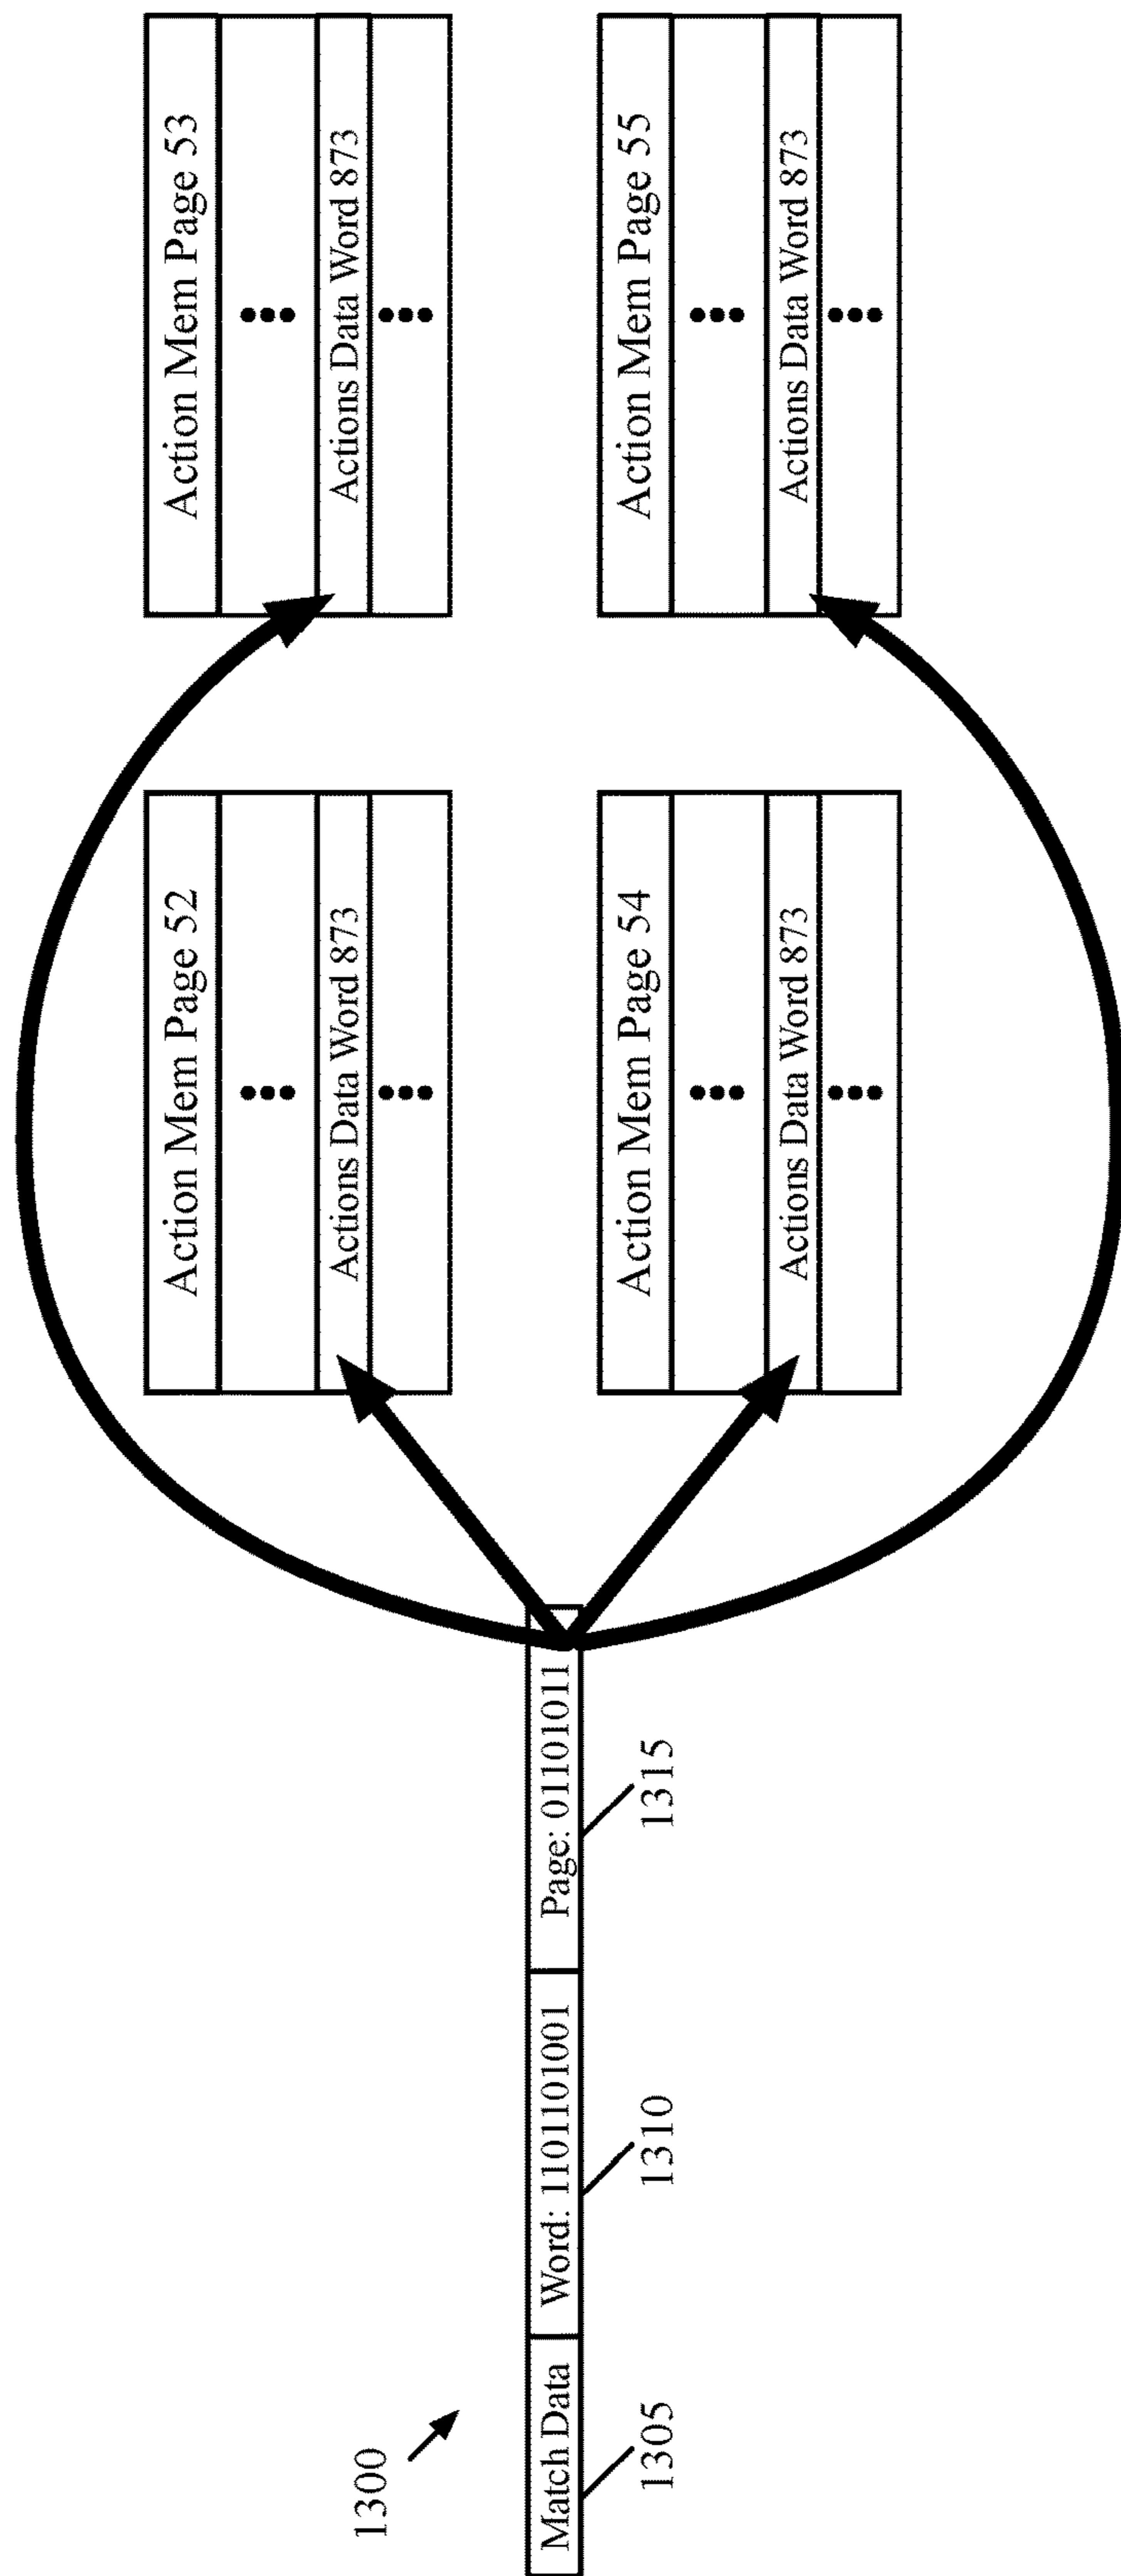 1300
Match Data
Word: 1101101001
Page: 01101011
1305
1310
1315
Action Mem Page 52
Actions Data Word 873
Action Mem Page 53
Actions Data Word 873
Action Mem Page 54
Actions Data Word 873
Action Mem Page 55
Actions Data Word 873